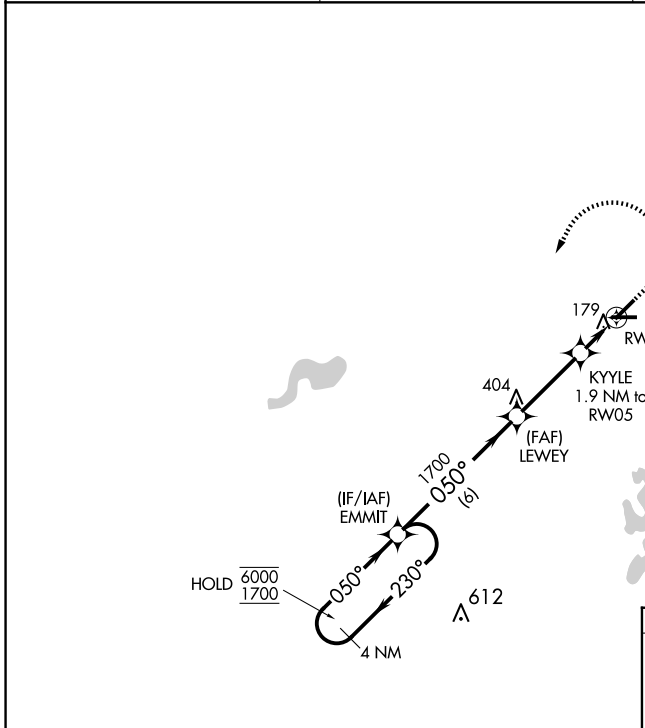 179
RW
KYYLE
1.9 NM to
RW05
404
(FAF)
LEWEY
1700
050°
(6)
(IF/IAF)
EMMIT
HOLD 6000
1700
050°
230°
612
4 NM